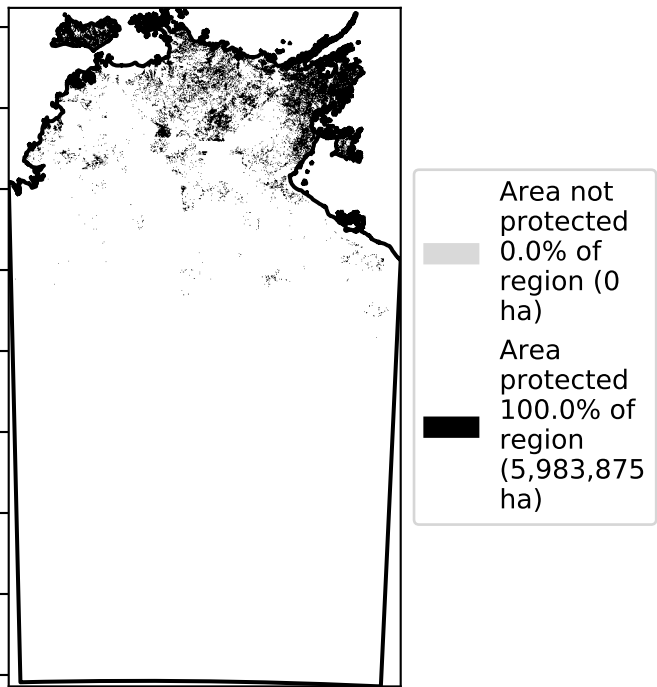 Area not
protected
0.0% of
region (0
ha)
Area
protected
100.0% of
region
(5,983,875
ha)